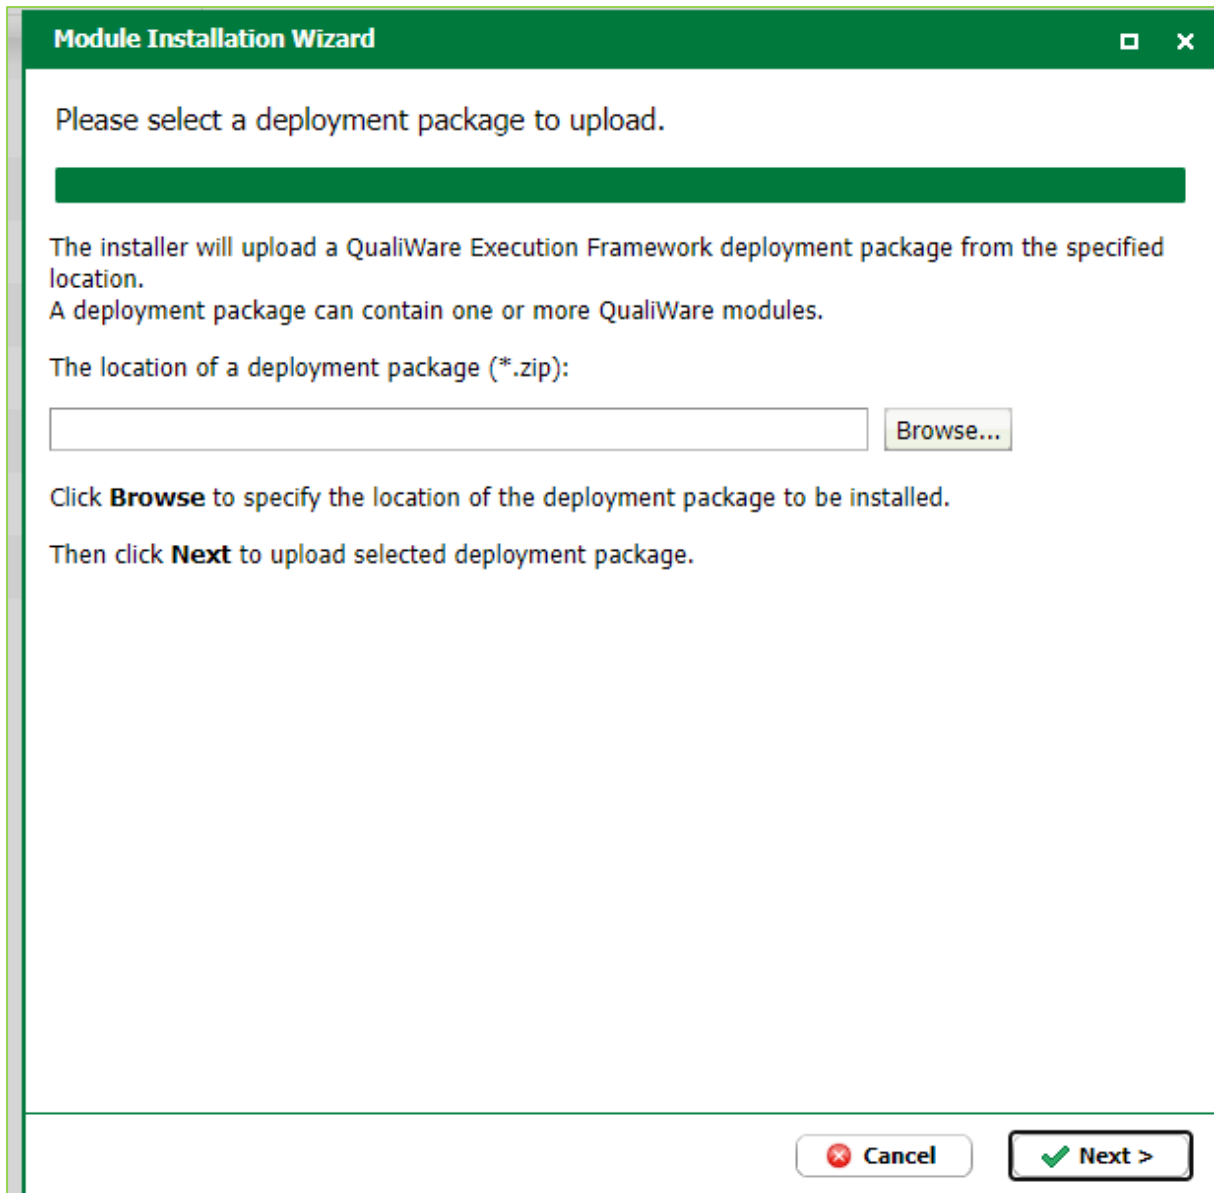 Module Installation Wizard
Please select a deployment package to upload.
The installer will upload a QualiWare Execution Framework deployment package from the specified
location.
A deployment package can contain one or more QualiWare modules.
The location of a deployment package (*.zip):
Browse...
Click Browse to specify the location of the deployment package to be installed.
Then click Next to upload selected deployment package.
Cancel
Next >